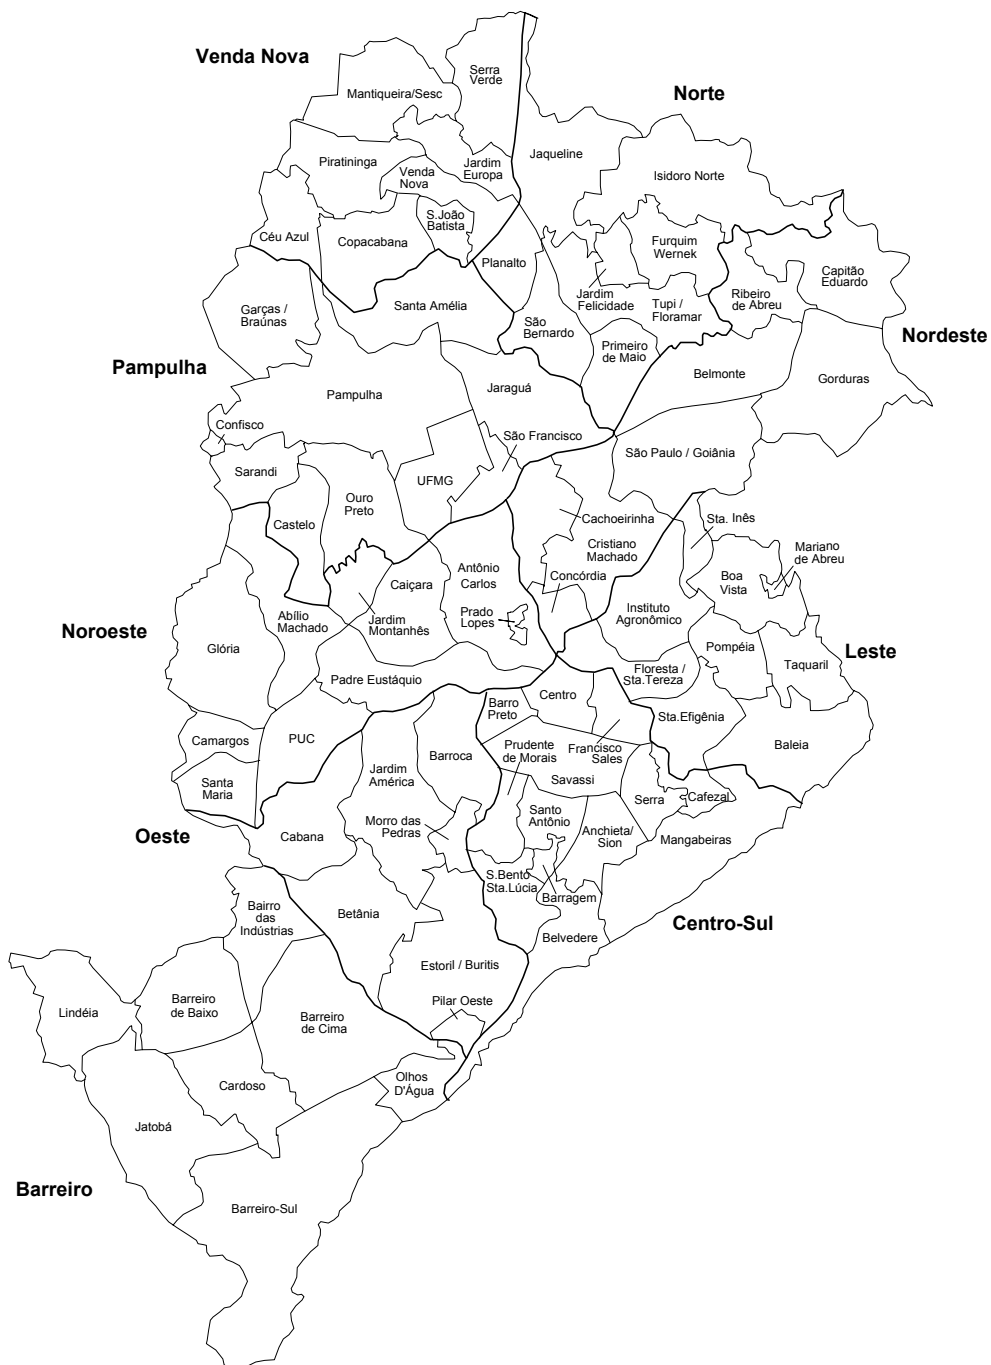 Venda Nova
Serra
Verde
Mantiqueira/Sesc
Norte
Piratininga
Jardim
Europa
Jaqueline
Venda
Nova
Isidoro Norte
S.João
Batista
Céu Azul
Copacabana
Planalto
Furquim
Wernek
Capitão
Eduardo
Garças /
Braúnas
Santa Amélia
Jardim
Felicidade
Tupi /
Floramar
Ribeiro
de Abreu
São
Bernardo
Nordeste
Primeiro
de Maio
Pampulha
Belmonte
Gorduras
Jaraguá
Pampulha
Confisco
São Francisco
Sarandi
São Paulo / Goiânia
UFMG
Ouro
Preto
Castelo
Cachoeirinha
Sta. Inês
Cristiano
Machado
Mariano
de Abreu
Antônio
Carlos
Caiçara
Concórdia
Boa
Vista
Noroeste
Abílio
Machado
Jardim
Montanhês
Prado
Lopes
Instituto
Agronômico
Glória
Pompéia
Leste
Taquaril
Floresta /
Sta.Tereza
Padre Eustáquio
Centro
Barro
Preto
Sta.Efigênia
Camargos
PUC
Baleia
Francisco
Sales
Prudente
de Morais
Barroca
Jardim
América
Savassi
Santa
Maria
Serra
Cafezal
Santo
Antônio
Oeste
Cabana
Morro das
Pedras
Anchieta/
Sion
Mangabeiras
S.Bento
Sta.Lúcia
Barragem
Bairro
das
Indústrias
Betânia
Centro-Sul
Belvedere
Estoril / Buritis
Lindéia
Barreiro
de Baixo
Pilar Oeste
Barreiro
de Cima
Cardoso
Olhos
D'Água
Jatobá
Barreiro
Barreiro-Sul